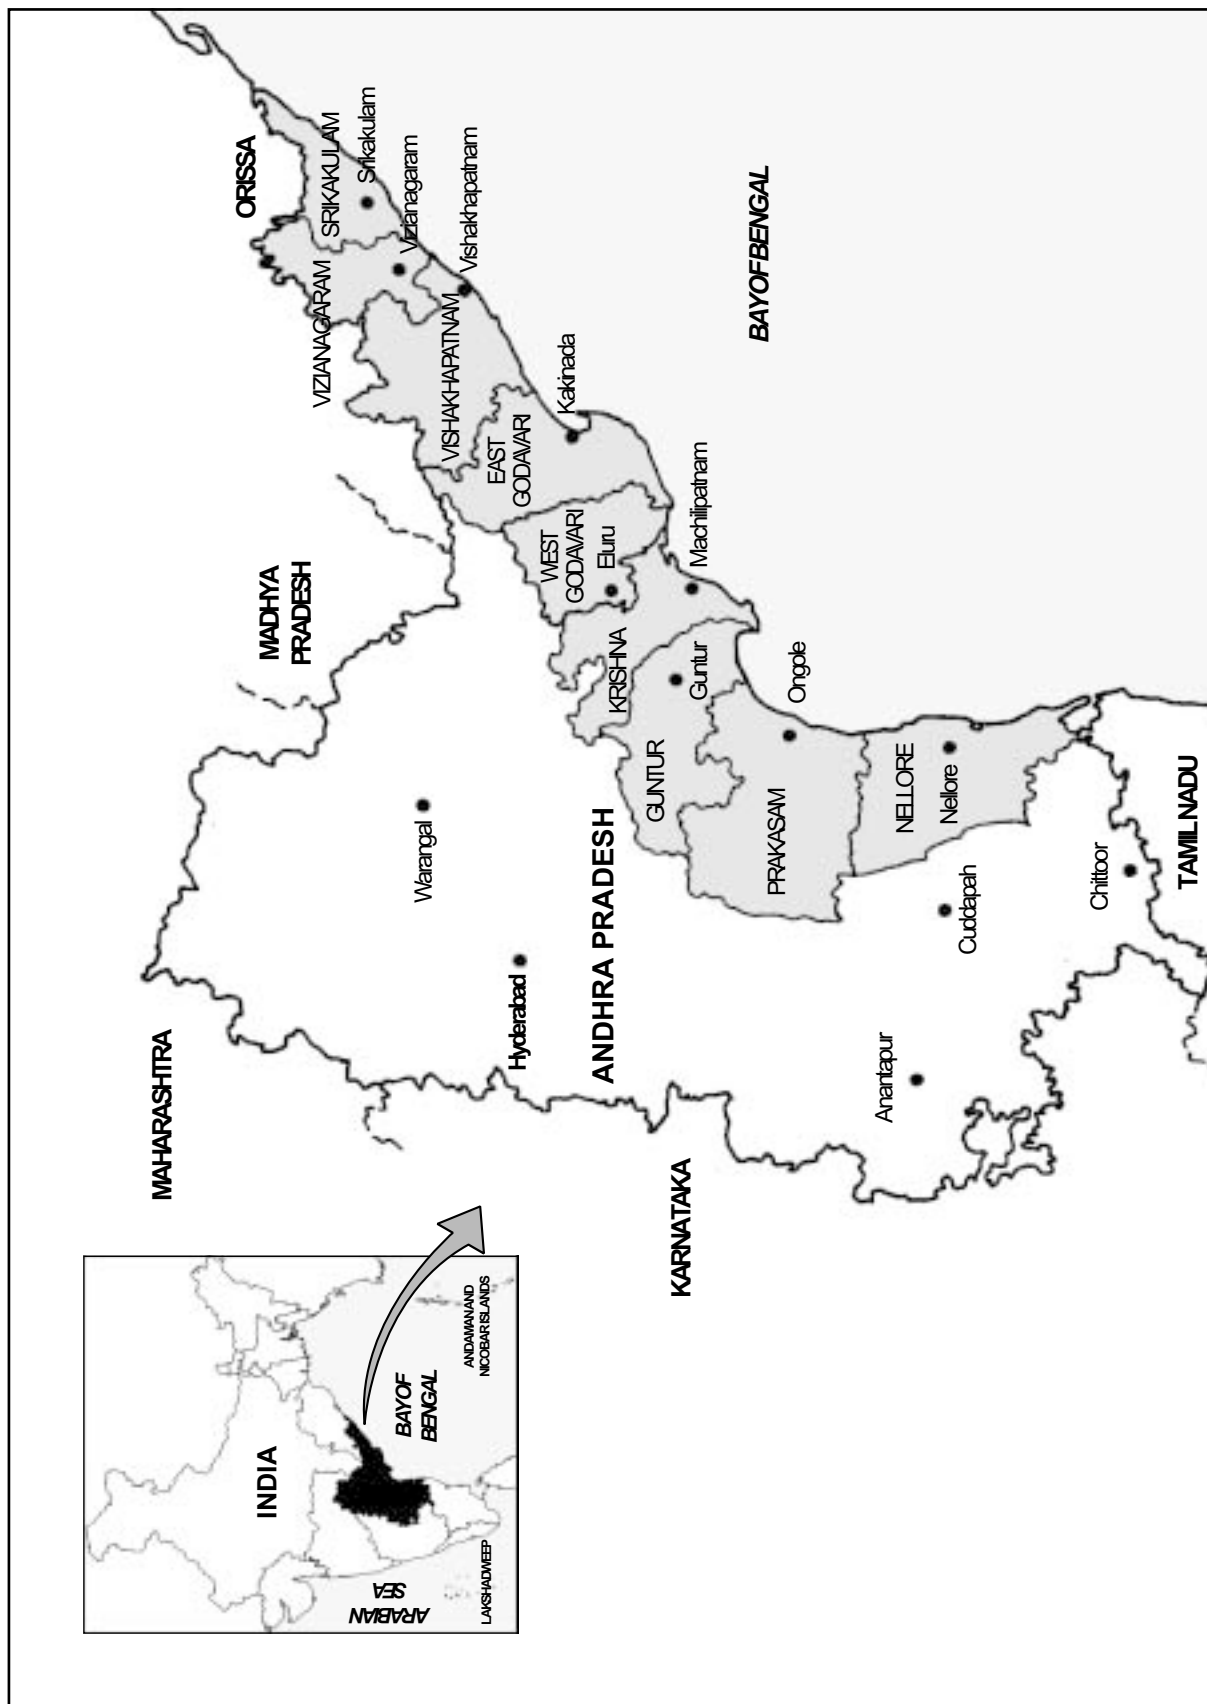 ORISSA
SRIKAKULAM
Srikakulam
VIZIANAGARAM
Vizianagaram
VISHAKHAPATNAM
Vishakhapatnam
EAST
GODAVARI
Kakinada
WEST
GODAVARI
Eluru
Machilipatnam
KRISHNA
Guntur
GUNTUR
Ongole
PRAKASAM
NELLORE
Nellore
BAYOFBENGAL
MADHYA
PRADESH
MAHARASHTRA
Warangal
Hyderabad
ANDHRA PRADESH
KARNATAKA
Anantapur
Cuddapah
Chittoor
TAMILNADU
INDIA
BAYOF
BENGAL
ANDAMANAND
NICOBARISLANDS
ARABIAN
SEA
LAKSHADWEEP